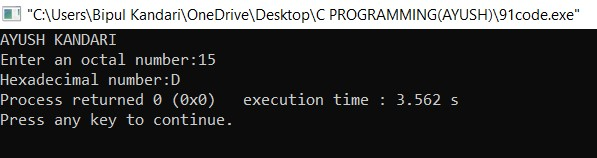 "C:\Users\Bipul Kandari\OneDrive\Desktop\C PROGRAMMING(AYUSH)\91code.exe"
AYUSH KANDARI
Enter an octal number:15
Hexadecimal number:D
Process returned 0 (0x0)   execution time : 3.562 s
Press any key to continue.